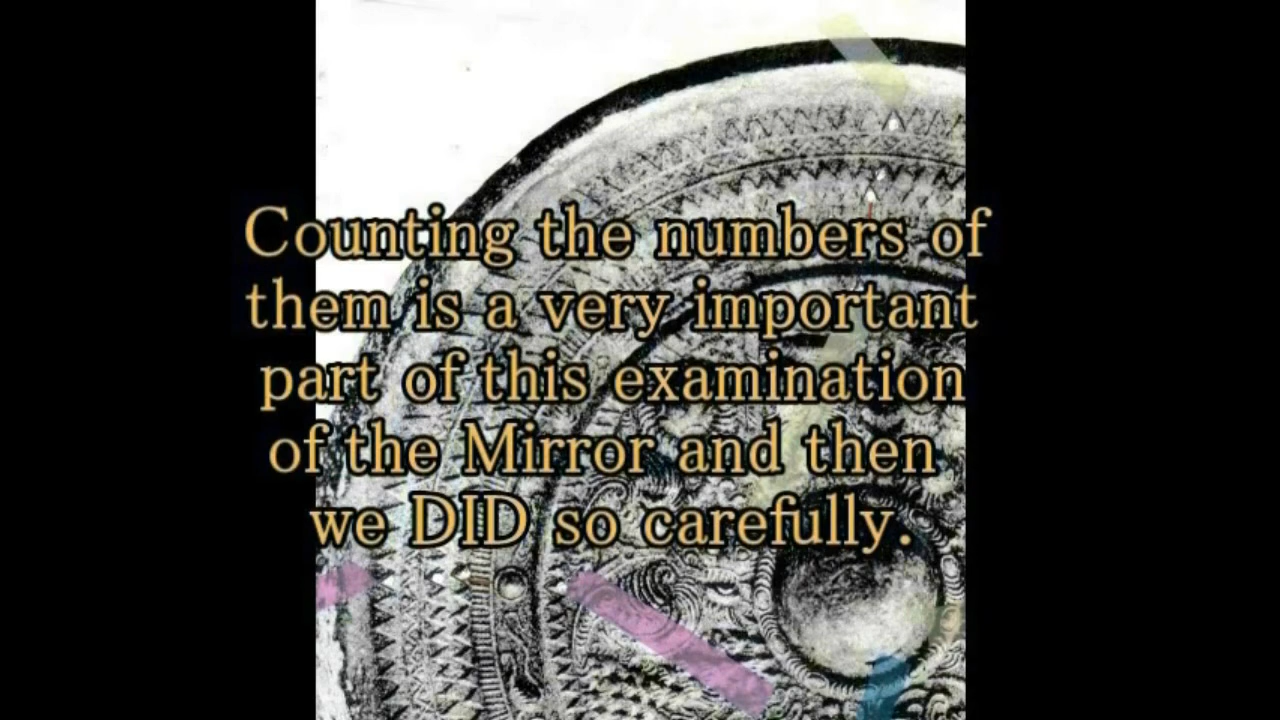 Counting the numbers of
them is a very important
part of this examination
of the Mirror and then
we DID so carefully.